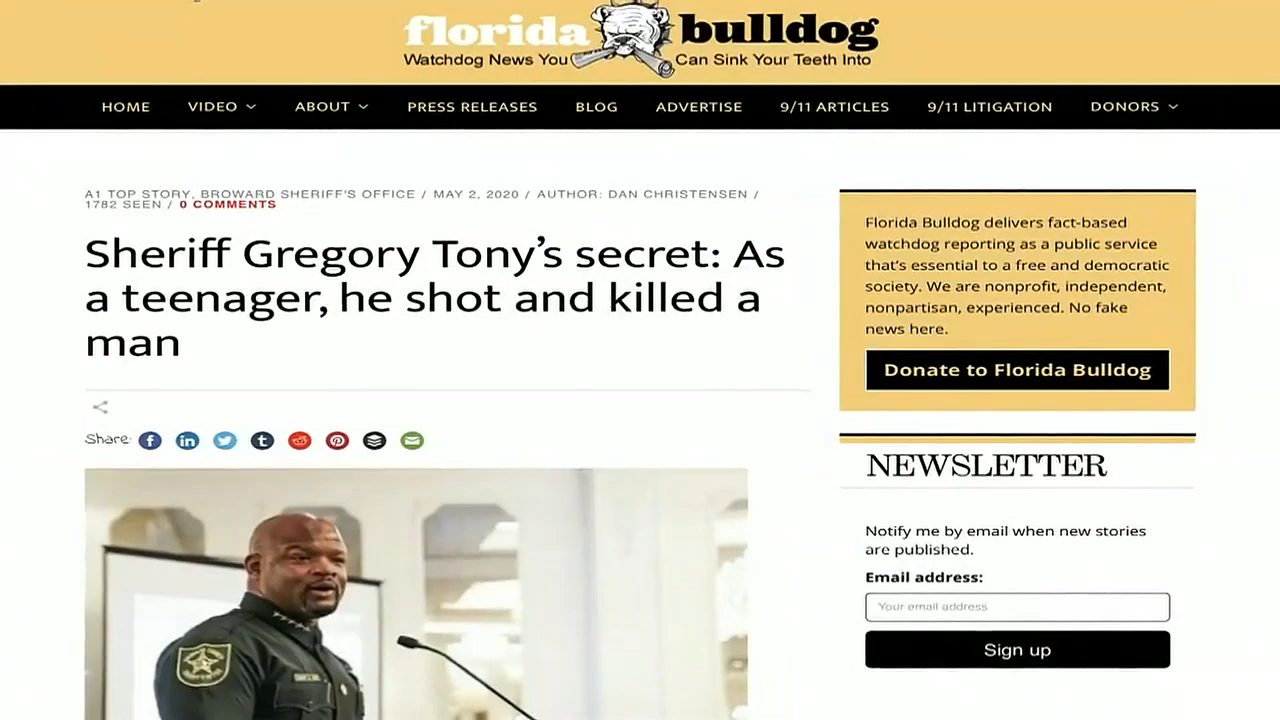 florida bulldog
Watchdog News You Can Sink Your Teeth Into
HOME VIDEO ABOUT PRESS RELEASES BLOG ADVERTISE 9/11 ARTICLES 9/11 LITIGATION DONORS
A1 TOP STORY, BROWARD SHERIFF'S OFFICE / MAY 2, 2020 / AUTHOR: DAN CHRISTENSEN /
1782 SEEN / 0 COMMENTS
Sheriff Gregory Tony’s secret: As
a teenager, he shot and killed a
man
Share:
Florida Bulldog delivers fact-based
watchdog reporting as a public service
that’s essential to a free and democratic
society. We are nonprofit, independent,
nonpartisan, experienced. No fake
news here.
Donate to Florida Bulldog
NEWSLETTER
Notify me by email when new stories
are published.
Email address:
Your email address
Sign up